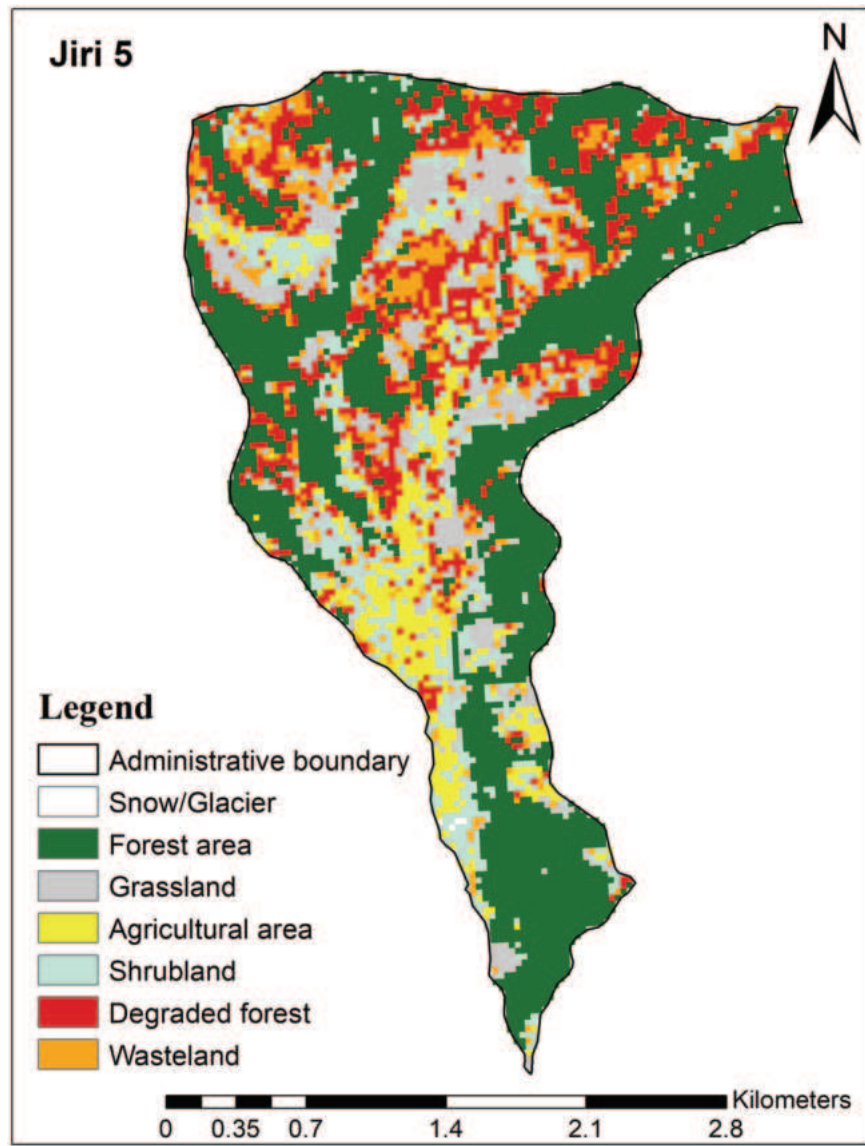 Jiri 5
N
Legend
Administrative boundary
Snow/Glacier
Forest area
Grassland
Agricultural area
Shrubland
Degraded forest
Wasteland
Kilometers
0 0.35 0.7 1.4 2.1 2.8